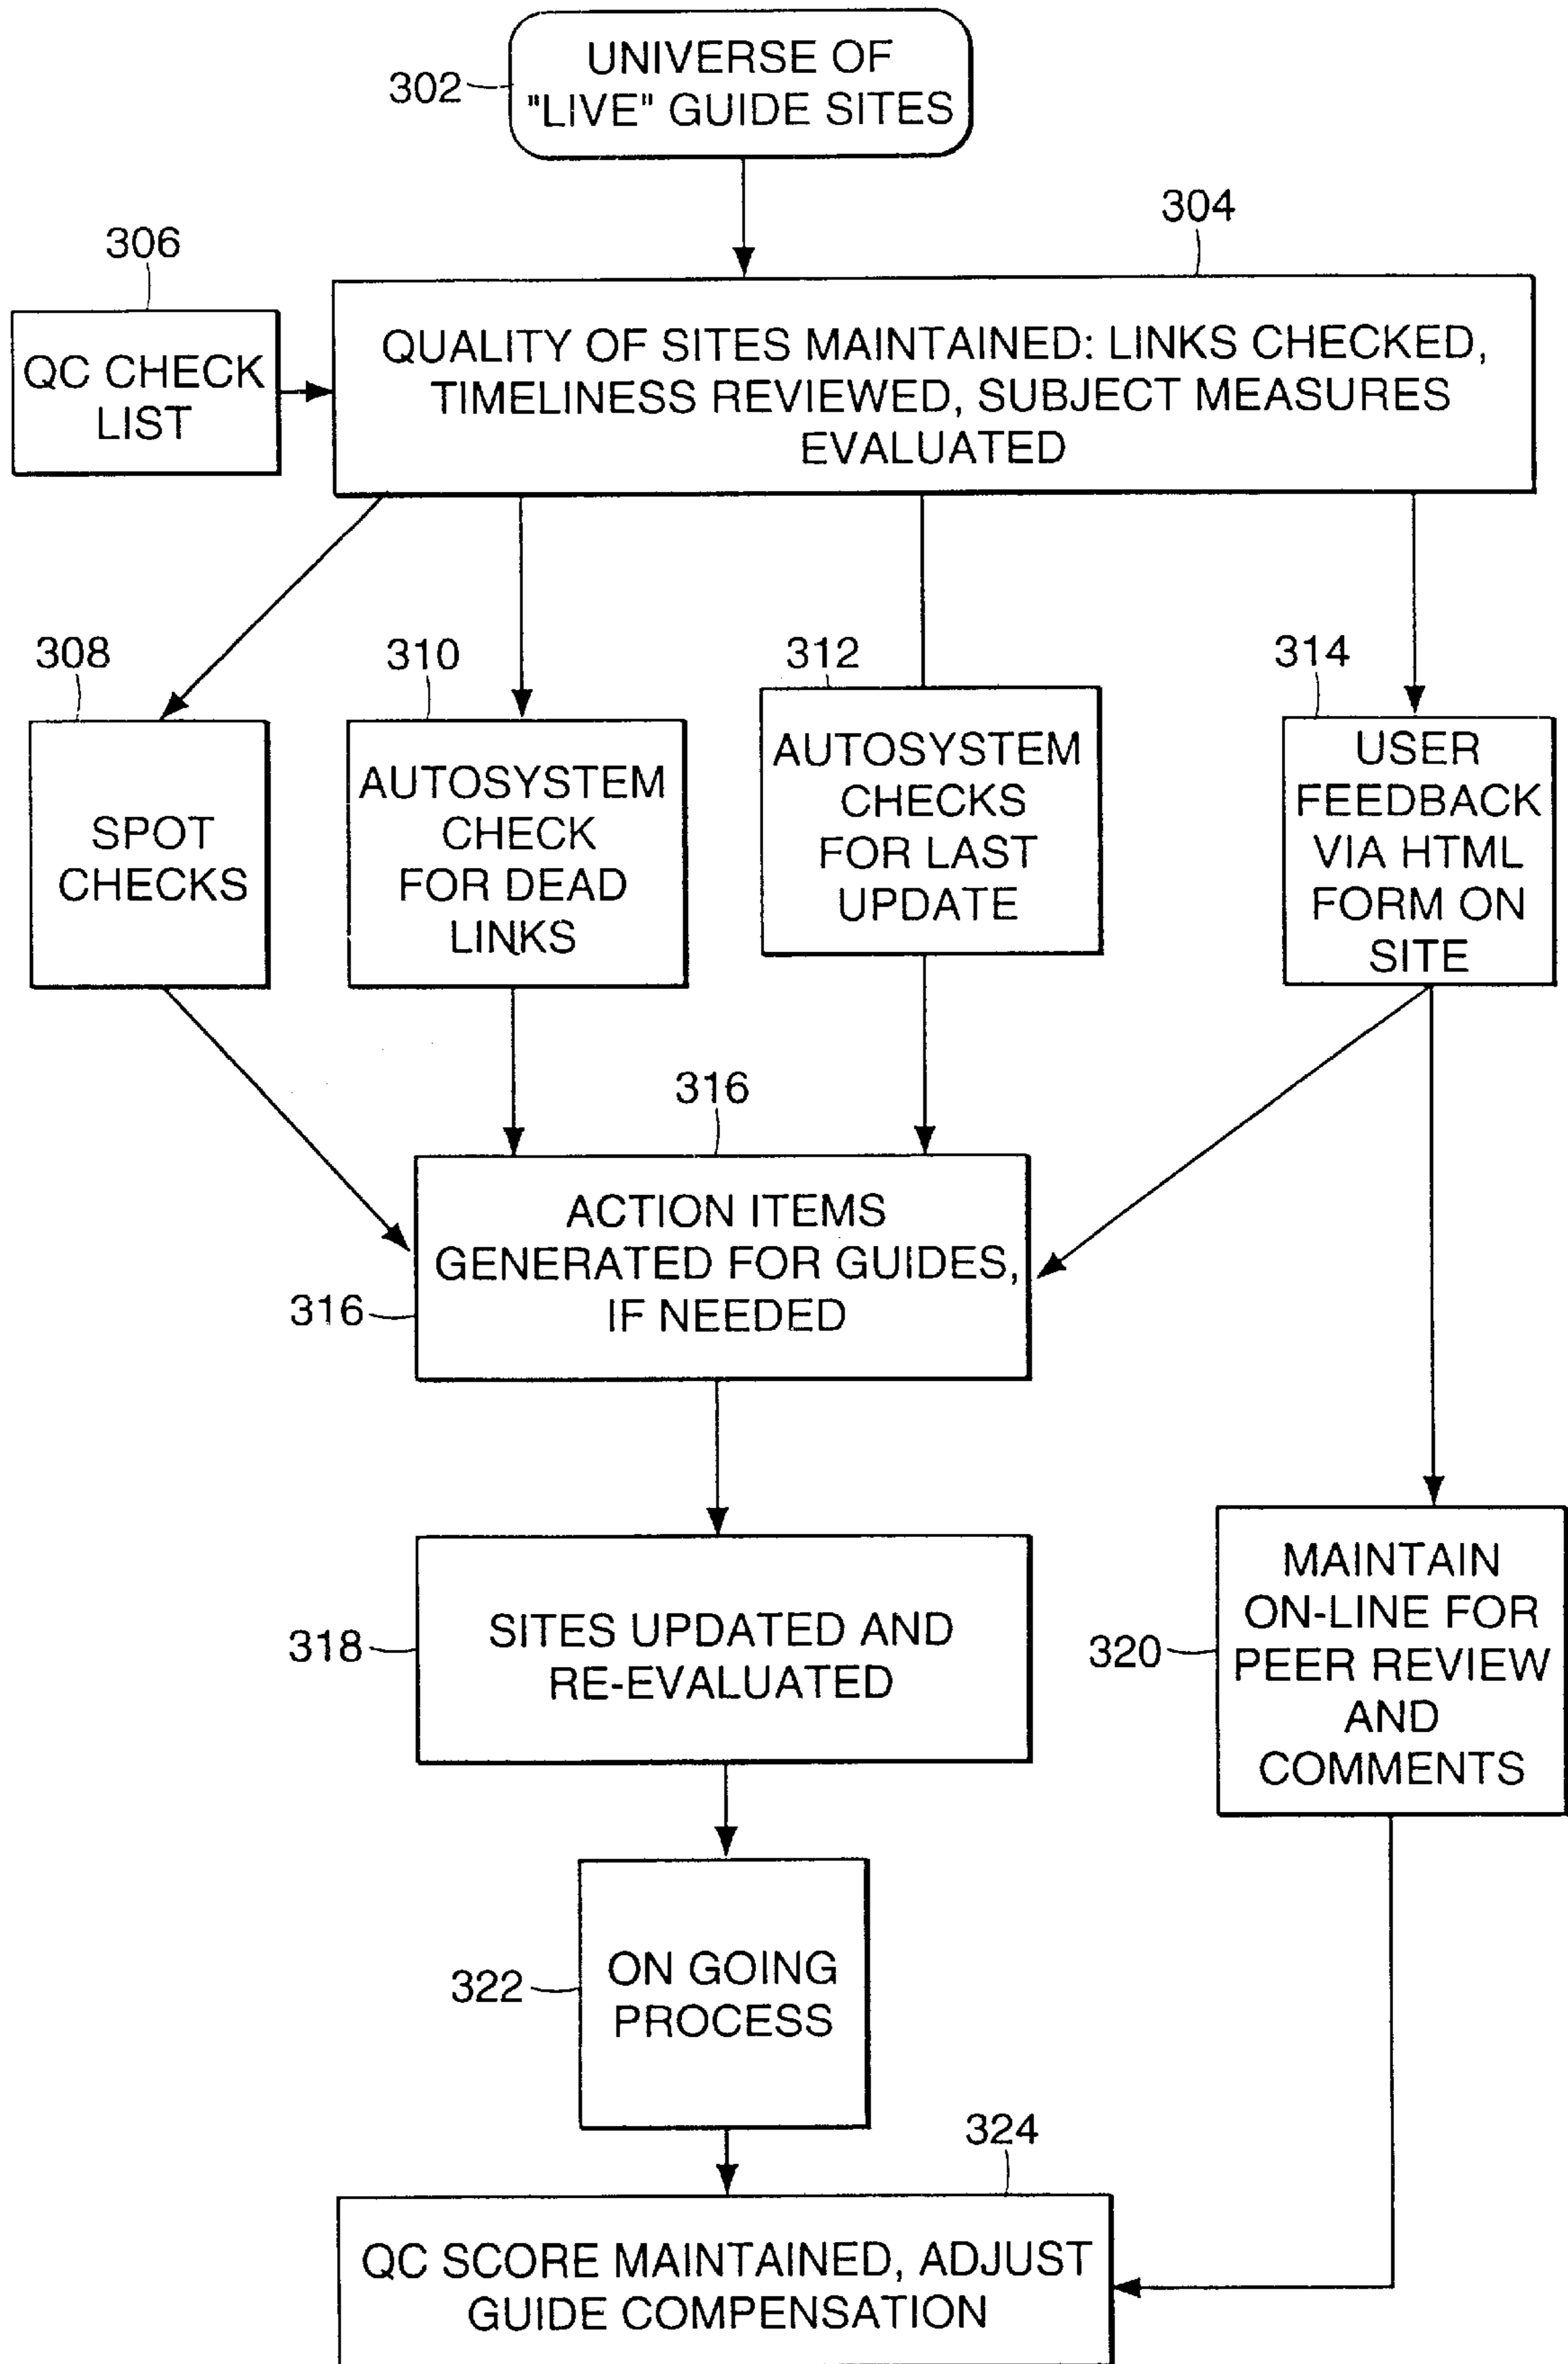 302
UNIVERSE OF
"LIVE" GUIDE SITES
304
306
QC CHECK
LIST
QUALITY OF SITES MAINTAINED: LINKS CHECKED,
TIMELINESS REVIEWED, SUBJECT MEASURES
EVALUATED
308
SPOT
CHECKS
310
AUTOSYSTEM
CHECK
FOR DEAD
LINKS
312
AUTOSYSTEM
CHECKS
FOR LAST
UPDATE
314
USER
FEEDBACK
VIA HTML
FORM ON
SITE
316
ACTION ITEMS
GENERATED FOR GUIDES,
IF NEEDED
316
318
SITES UPDATED AND
RE-EVALUATED
320
MAINTAIN
ON-LINE FOR
PEER REVIEW
AND
COMMENTS
322
ON GOING
PROCESS
324
QC SCORE MAINTAINED, ADJUST
GUIDE COMPENSATION